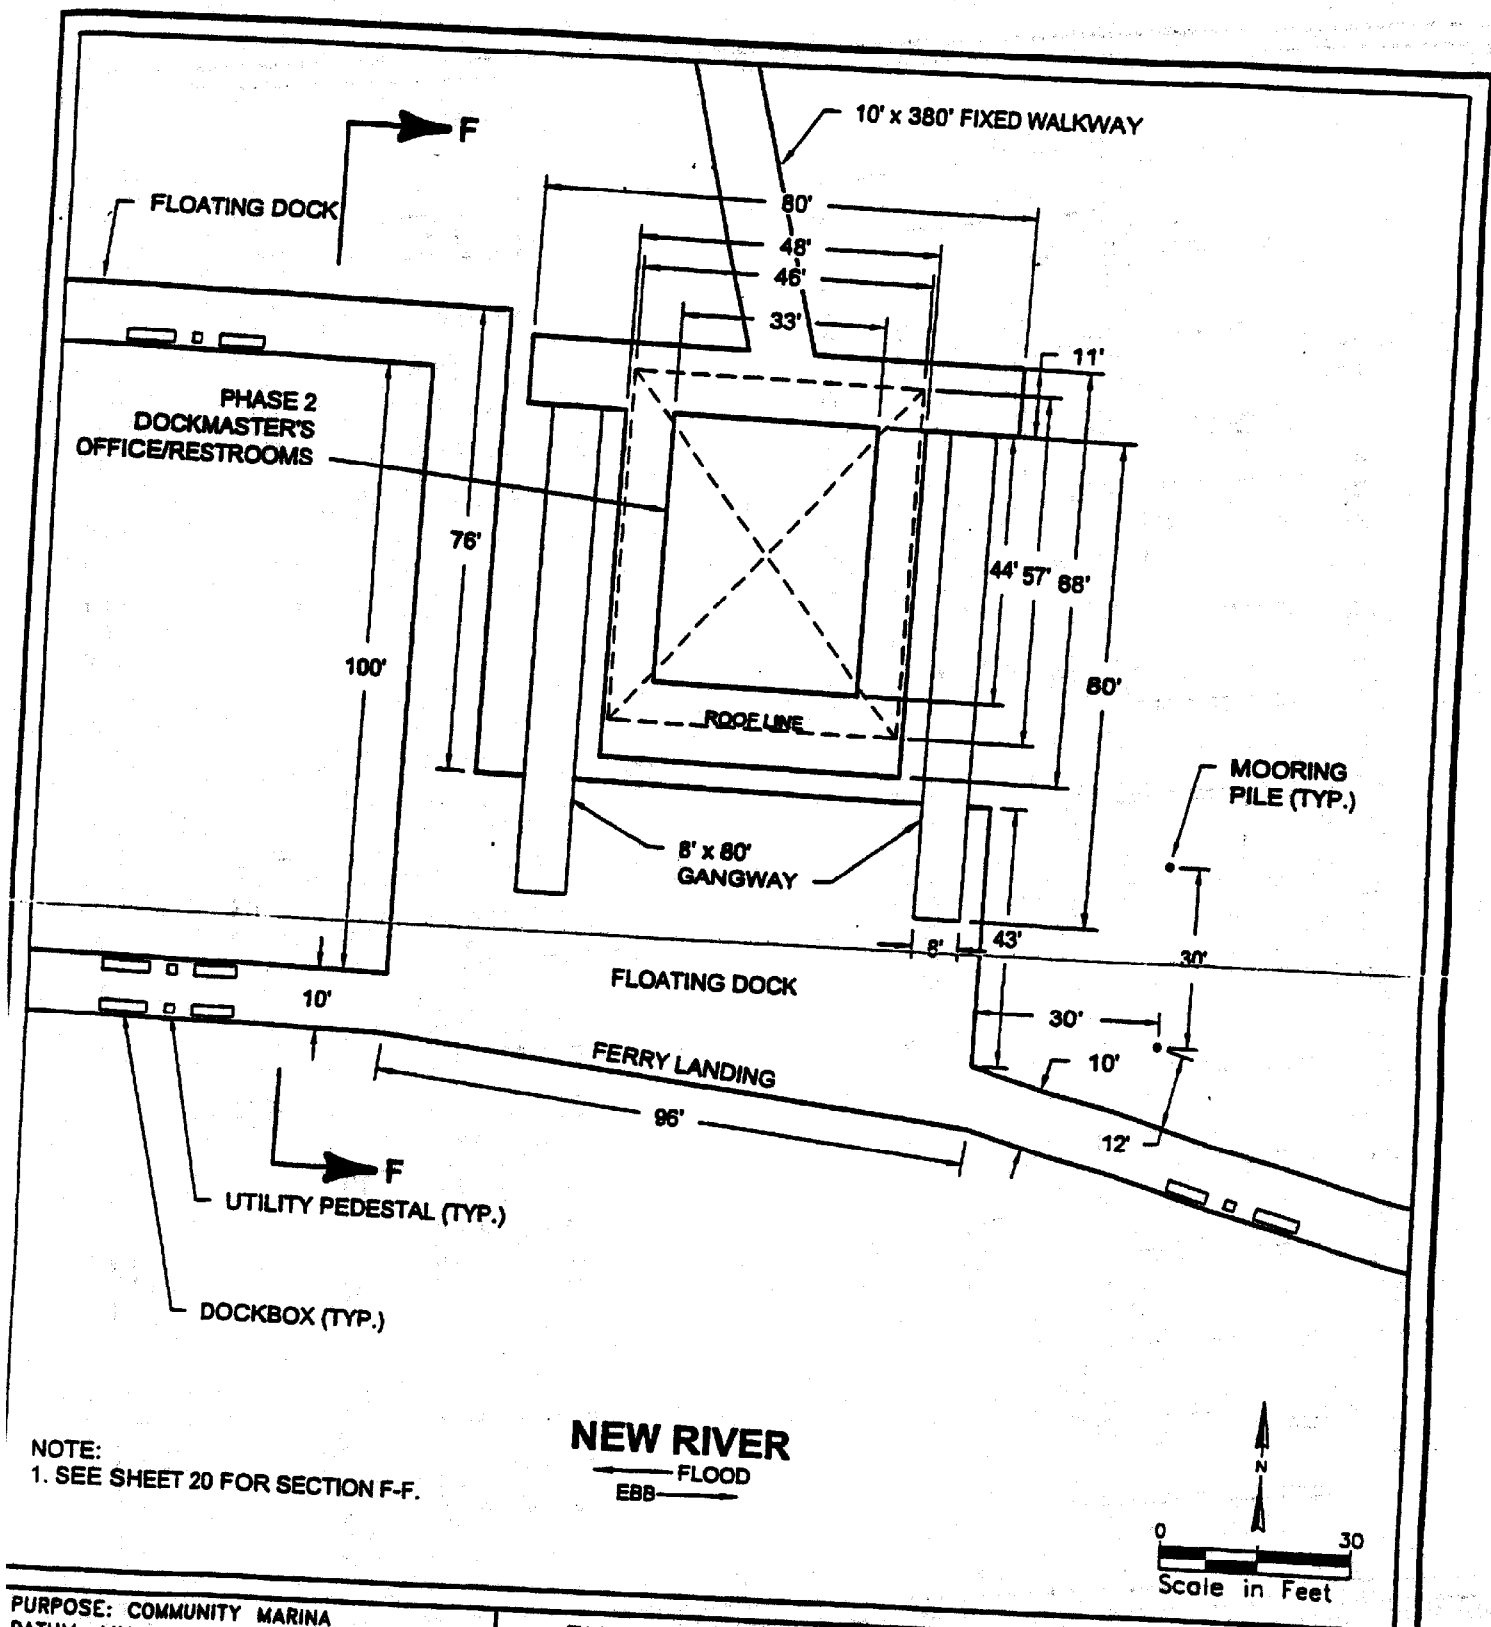 10' x 380' FIXED WALKWAY
F
FLOATING DOCK
80'
48'
46'
33'
11'
PHASE 2
DOCKMASTER'S
OFFICE/RESTROOMS
76'
44' 57' 68'
100'
80'
ROOF LINE
MOORING
PILE (TYP.)
8' x 80'
GANGWAY
8'
43'
30'
FLOATING DOCK
10'
30'
FERRY LANDING
10'
96'
12'
F
UTILITY PEDESTAL (TYP.)
DOCKBOX (TYP.)
NOTE:
1. SEE SHEET 20 FOR SECTION F-F.
NEW RIVER
FLOOD
EBB
N
0 30
Scale in Feet
PURPOSE: COMMUNITY MARINA